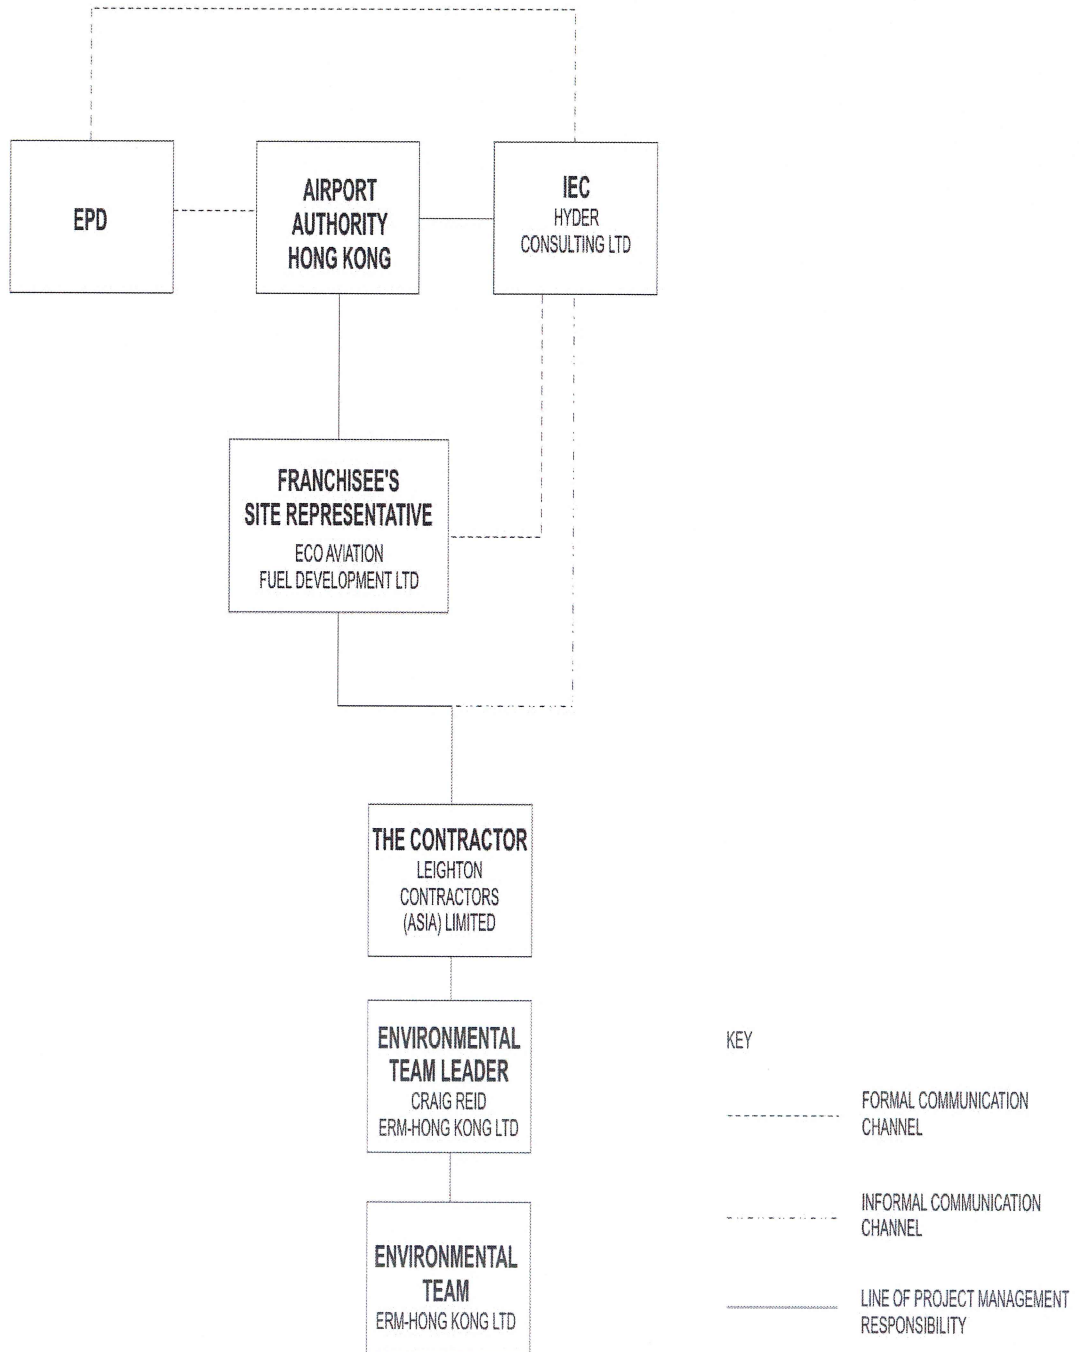 EPD
AIRPORT
AUTHORITY
HONG KONG
IEC
HYDER
CONSULTING LTD
FRANCHISEE'S
SITE REPRESENTATIVE
ECO AVIATION
FUEL DEVELOPMENT LTD
THE CONTRACTOR
LEIGHTON
CONTRACTORS
(ASIA) LIMITED
ENVIRONMENTAL
TEAM LEADER
CRAIG REID
ERM-HONG KONG LTD
ENVIRONMENTAL
TEAM
ERM-HONG KONG LTD
KEY
FORMAL COMMUNICATION
CHANNEL
INFORMAL COMMUNICATION
CHANNEL
LINE OF PROJECT MANAGEMENT
RESPONSIBILITY